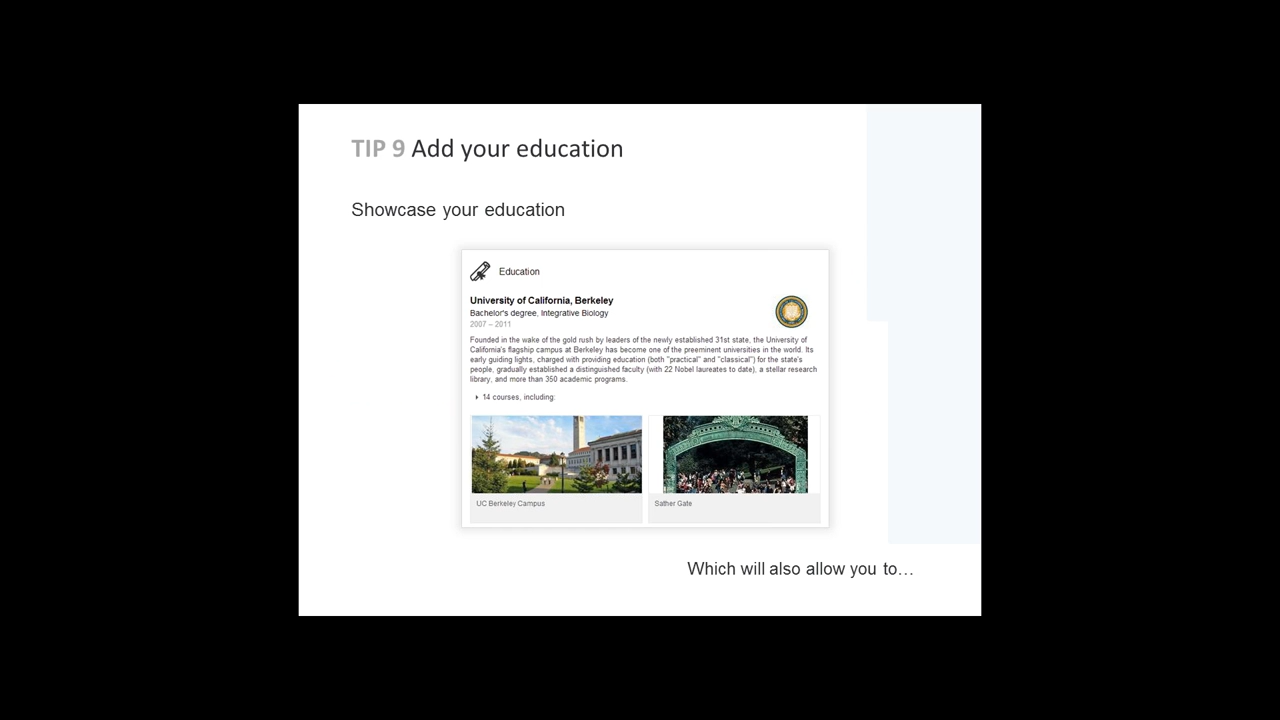 TIP 9 Add your education
Showcase your education
Education
University of California, Berkeley
Bachelor's degree, Integrative Biology
2007 – 2011
Founded in the wake of the gold rush by leaders of the newly established 31st state, the University of
California's flagship campus at Berkeley has become one of the preeminent universities in the world. Its
early guiding lights, charged with providing education (both "practical" and "classical") for the state's
people, gradually established a distinguished faculty (with 22 Nobel laureates to date), a stellar research
library, and more than 350 academic programs.
14 courses, including:
UC Berkeley Campus
Sather Gate
Which will also allow you to…